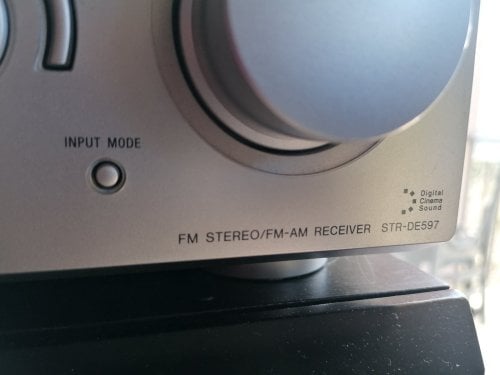 INPUT MODE
Digital
Cinema
Sound
FM STEREO/FM-AM RECEIVER STR-DE597